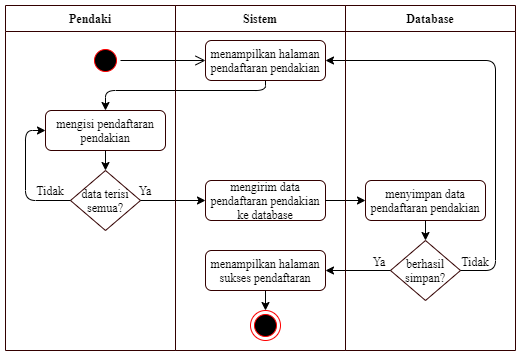 Pendaki
Sistem
Database
menampilkan halaman
pendaftaran pendakian
mengisi pendaftaran
pendakian
Tidak
data terisi
semua?
Ya
mengirim data
pendaftaran pendakian
ke database
menyimpan data
pendaftaran pendakian
menampilkan halaman
sukses pendaftaran
Ya
berhasil
simpan?
Tidak